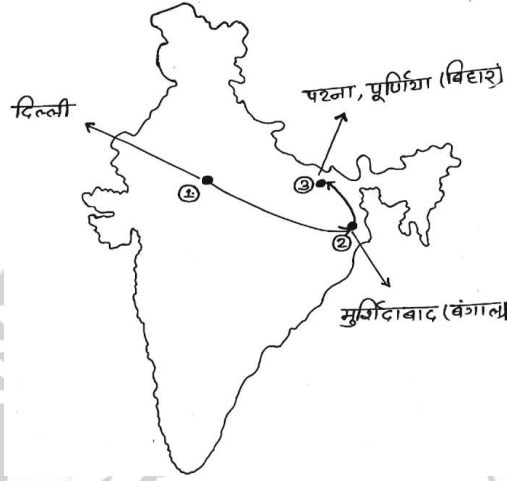 पटना, पूर्णिया (बिहार)
दिल्ली
①
③
②
मुर्शिदाबाद (बंगाल)